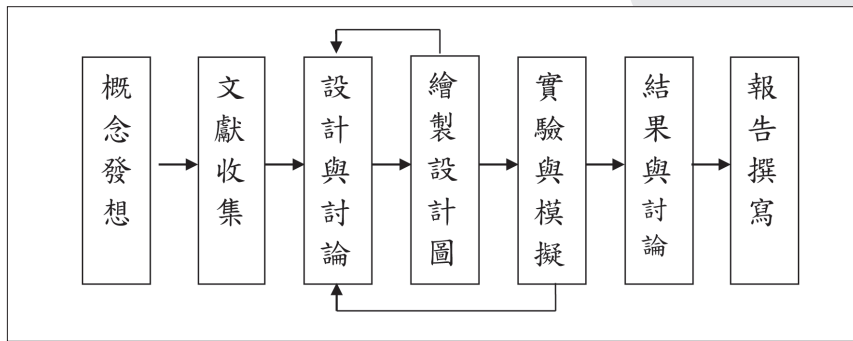 概念發想
文獻收集
設計與討論
繪製設計圖
實驗與模擬
結果與討論
報告撰寫